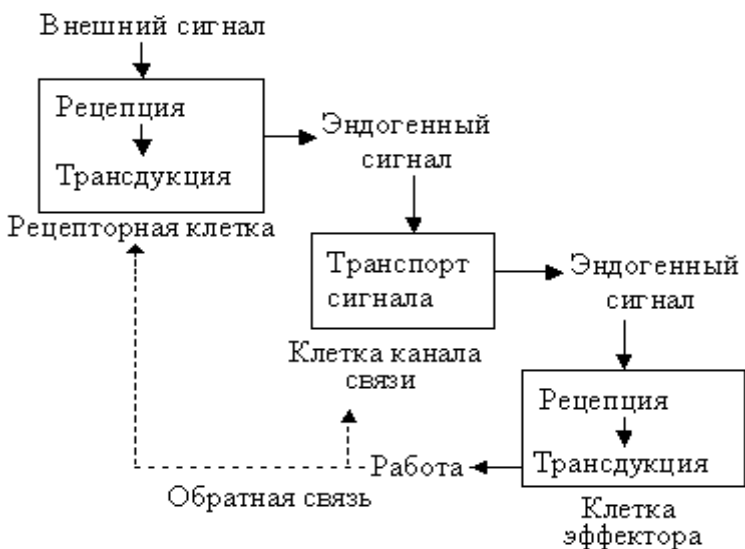 Внешний сигнал
Рецепция
Трансдукция
Рецепторная клетка
Эндогенный
сигнал
Транспорт
сигнала
Клетка канала
связи
Эндогенный
сигнал
Рецепция
Трансдукция
Клетка
эффектора
Работа
Обратная связь